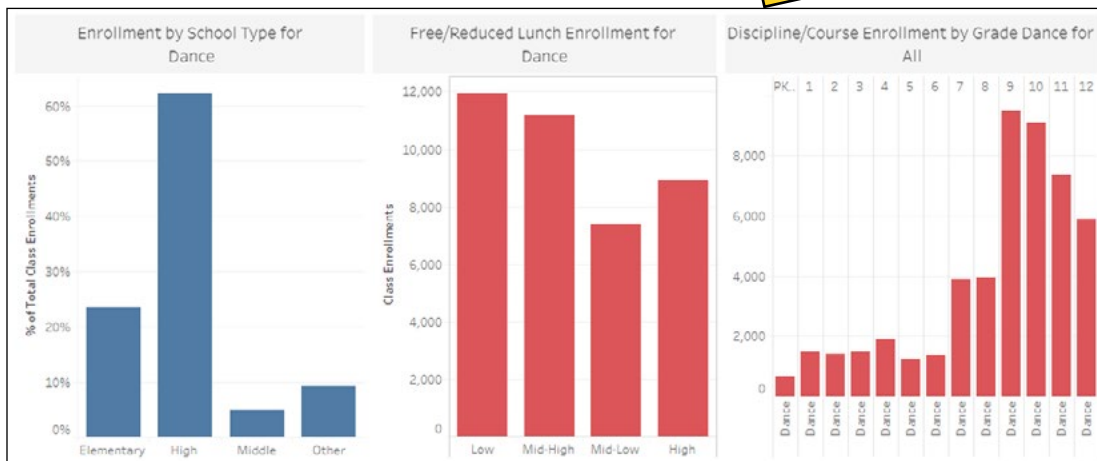 Enrollment by School Type for
Dance
% of Total Class Enrollments
60%
50%
40%
30%
20%
10%
0%
Elementary High Middle Other
Free/Reduced Lunch Enrollment for
Dance
Class Enrollments
12,000
10,000
8,000
6,000
4,000
2,000
0
Low Mid-High Mid-Low High
Discipline/Course Enrollment by Grade Dance for
All
PK.. 1 2 3 4 5 6 7 8 9 10 11 12
8,000
6,000
4,000
2,000
0
Dance Dance Dance Dance Dance Dance Dance Dance Dance Dance Dance Dance Dance